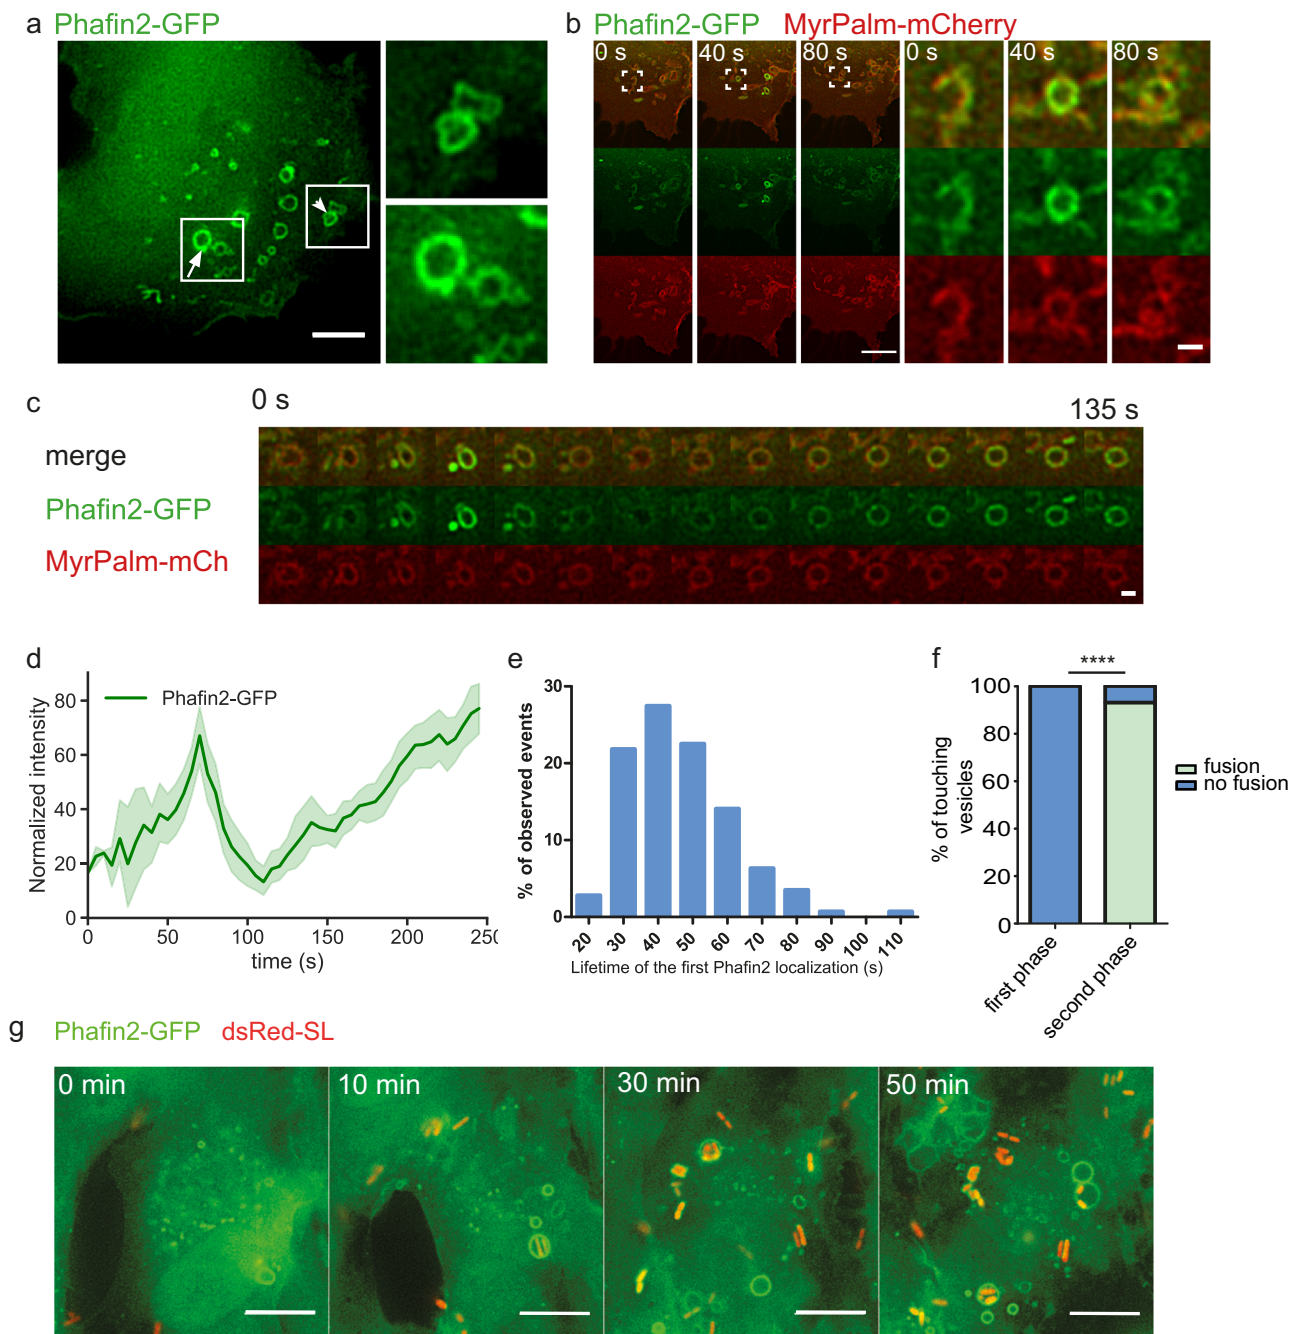 a Phafin2-GFP
b Phafin2-GFP MyrPalm-mCherry
0 s 40 s 80 s 0 s 40 s 80 s
c
0 s 135 s
merge
Phafin2-GFP
MyrPalm-mCh
d
Phafin2-GFP
Normalized intensity
80
60
40
20
0
0 50 100 150 200 250
time (s)
e
% of observed events
30
20
10
0
20 30 40 50 60 70 80 90 100 110
Lifetime of the first Phafin2 localization (s)
f
****
% of touching
vesicles
100
80
60
40
20
0
first phase second phase
fusion
no fusion
g Phafin2-GFP dsRed-SL
0 min 10 min 30 min 50 min